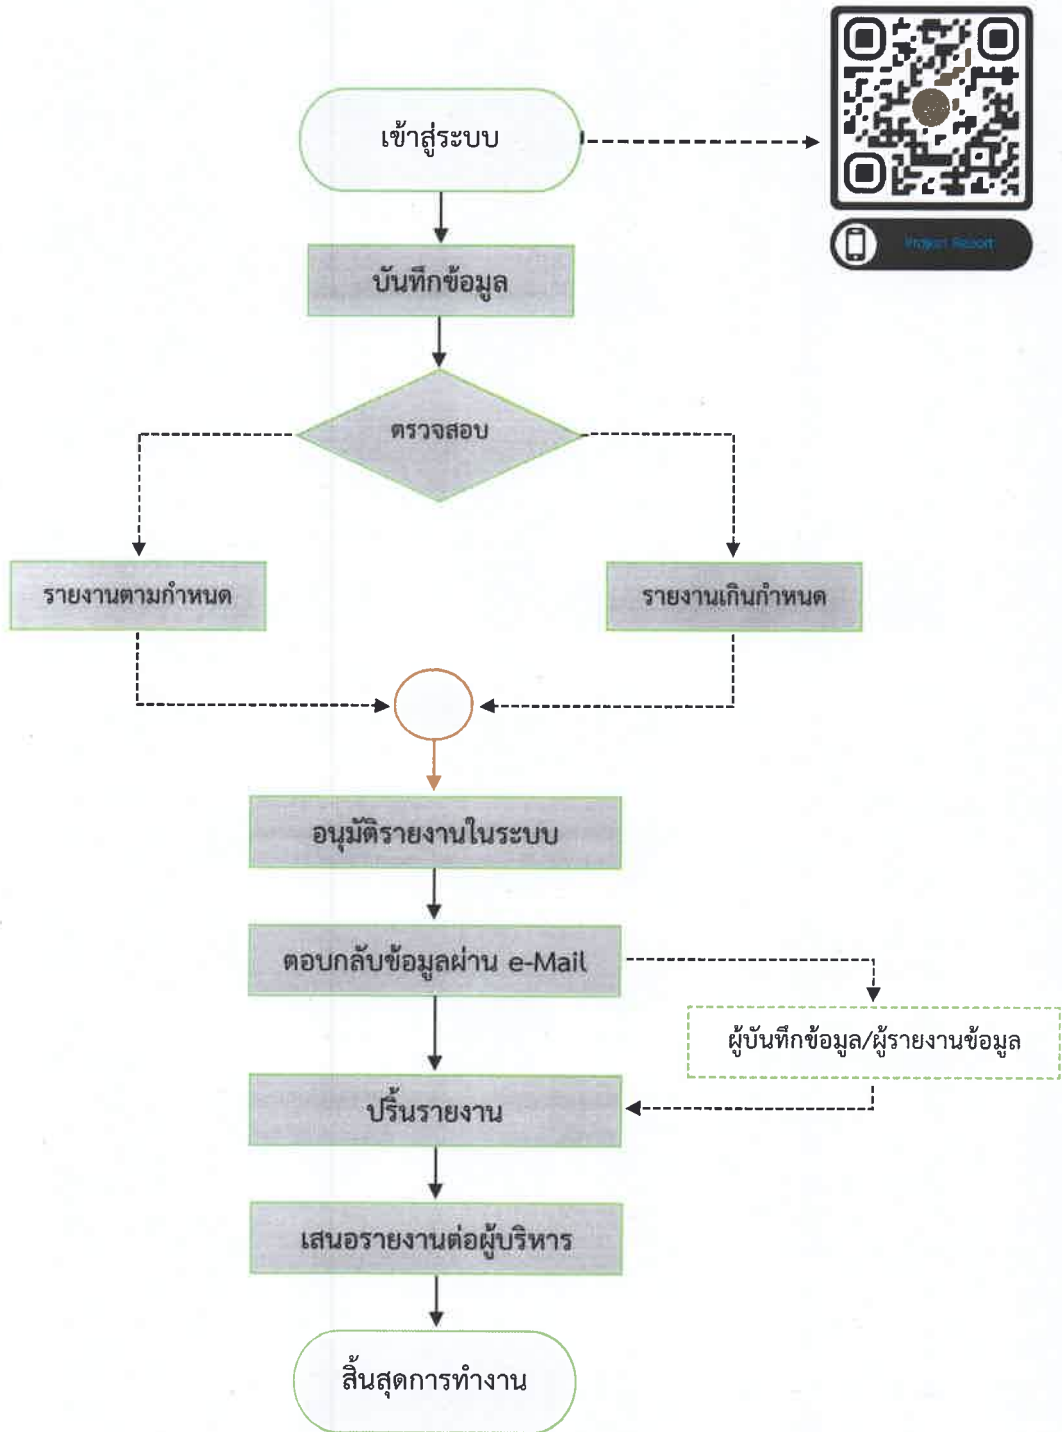 เข้าสู่ระบบ
Project Report
บันทึกข้อมูล
ตรวจสอบ
รายงานตามกำหนด
รายงานเกินกำหนด
อนุมัติรายงานในระบบ
ตอบกลับข้อมูลผ่าน e-Mail
ผู้บันทึกข้อมูล/ผู้รายงานข้อมูล
ปริ้นรายงาน
เสนอรายงานต่อผู้บริหาร
สิ้นสุดการทำงาน